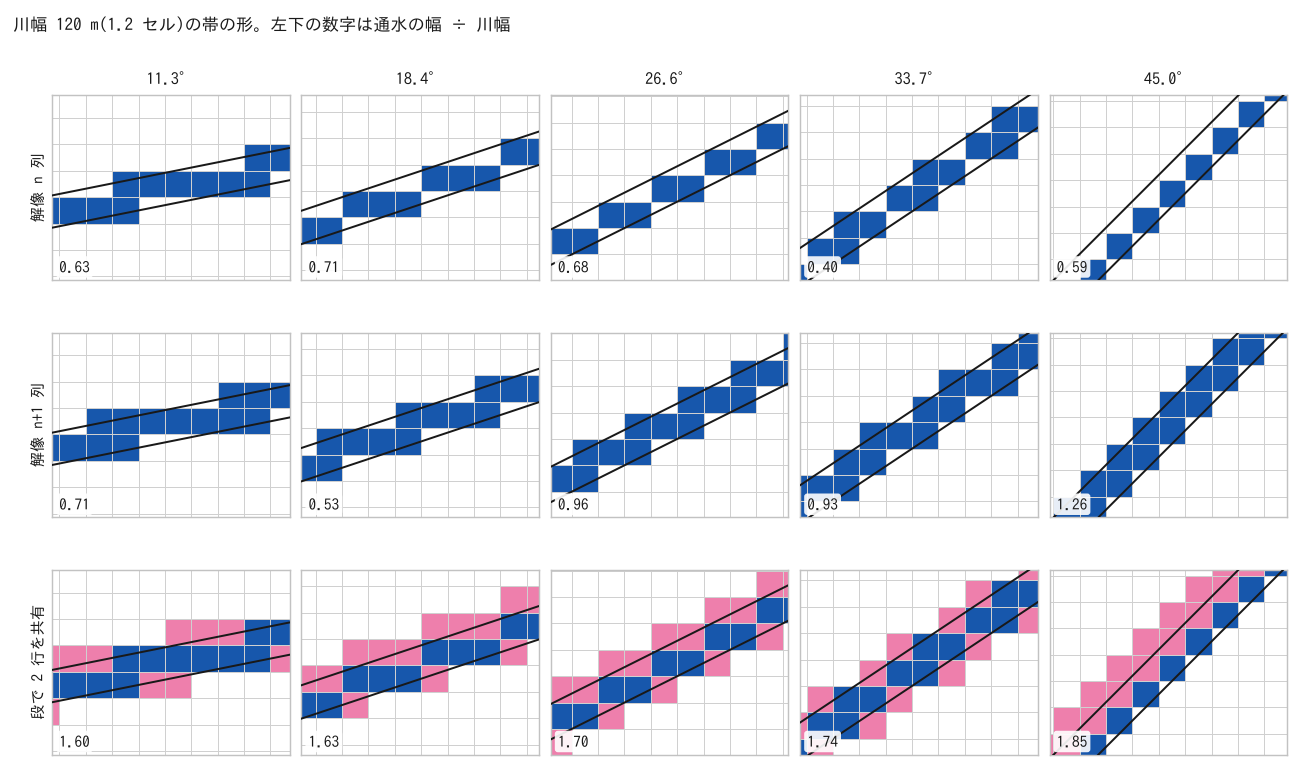 川幅 120 m(1.2 セル)の帯の形。左下の数字は通水の幅 ÷ 川幅
11.3° 18.4° 26.6° 33.7° 45.0°
解像 n 列
0.63 0.71 0.68 0.40 0.59
解像 n+1 列
0.71 0.53 0.96 0.93 1.26
段で 2 行を共有
1.60 1.63 1.70 1.74 1.85